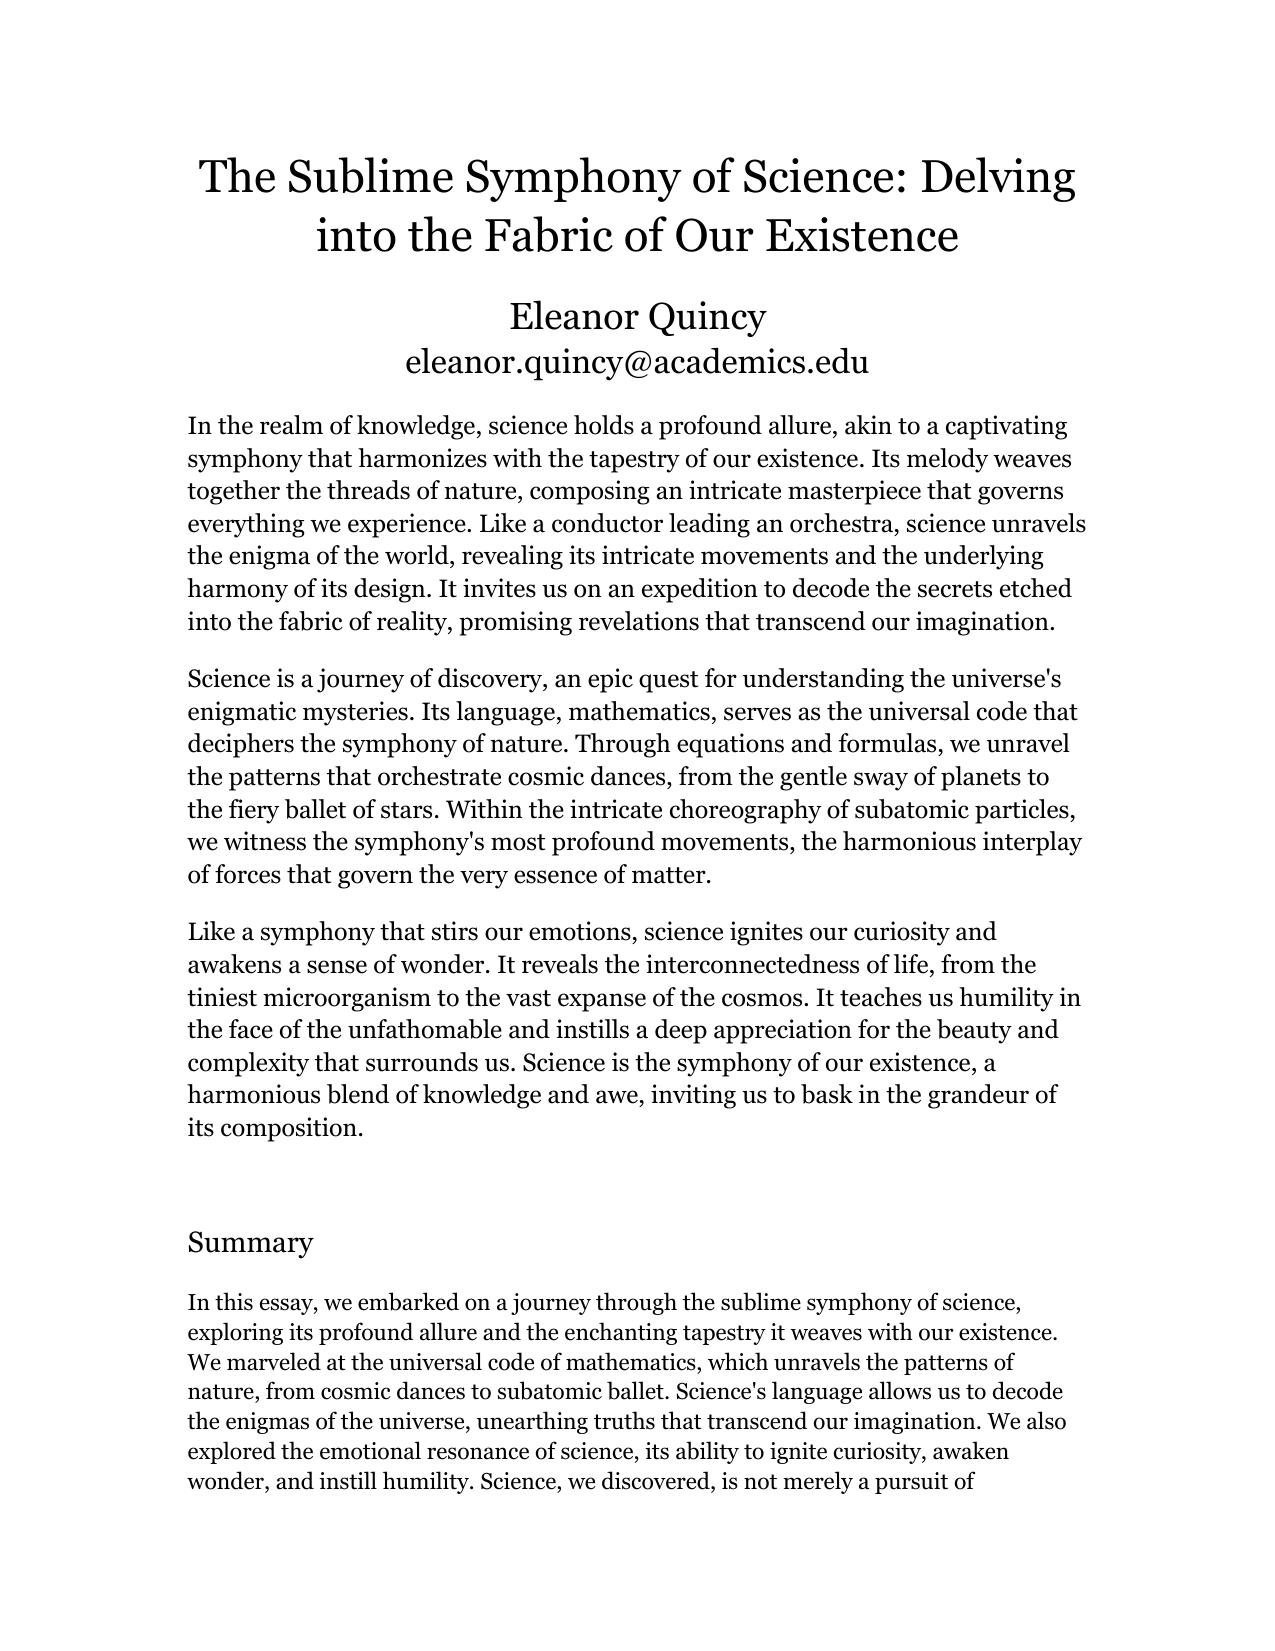 The Sublime Symphony of Science: Delving
into the Fabric of Our Existence
Eleanor Quincy
eleanor.quincy@academics.edu
In the realm of knowledge, science holds a profound allure, akin to a captivating
symphony that harmonizes with the tapestry of our existence. Its melody weaves
together the threads of nature, composing an intricate masterpiece that governs
everything we experience. Like a conductor leading an orchestra, science unravels
the enigma of the world, revealing its intricate movements and the underlying
harmony of its design. It invites us on an expedition to decode the secrets etched
into the fabric of reality, promising revelations that transcend our imagination.
Science is a journey of discovery, an epic quest for understanding the universe's
enigmatic mysteries. Its language, mathematics, serves as the universal code that
deciphers the symphony of nature. Through equations and formulas, we unravel
the patterns that orchestrate cosmic dances, from the gentle sway of planets to
the fiery ballet of stars. Within the intricate choreography of subatomic particles,
we witness the symphony's most profound movements, the harmonious interplay
of forces that govern the very essence of matter.
Like a symphony that stirs our emotions, science ignites our curiosity and
awakens a sense of wonder. It reveals the interconnectedness of life, from the
tiniest microorganism to the vast expanse of the cosmos. It teaches us humility in
the face of the unfathomable and instills a deep appreciation for the beauty and
complexity that surrounds us. Science is the symphony of our existence, a
harmonious blend of knowledge and awe, inviting us to bask in the grandeur of
its composition.
Summary
In this essay, we embarked on a journey through the sublime symphony of science,
exploring its profound allure and the enchanting tapestry it weaves with our existence.
We marveled at the universal code of mathematics, which unravels the patterns of
nature, from cosmic dances to subatomic ballet. Science's language allows us to decode
the enigmas of the universe, unearthing truths that transcend our imagination. We also
explored the emotional resonance of science, its ability to ignite curiosity, awaken
wonder, and instill humility. Science, we discovered, is not merely a pursuit of